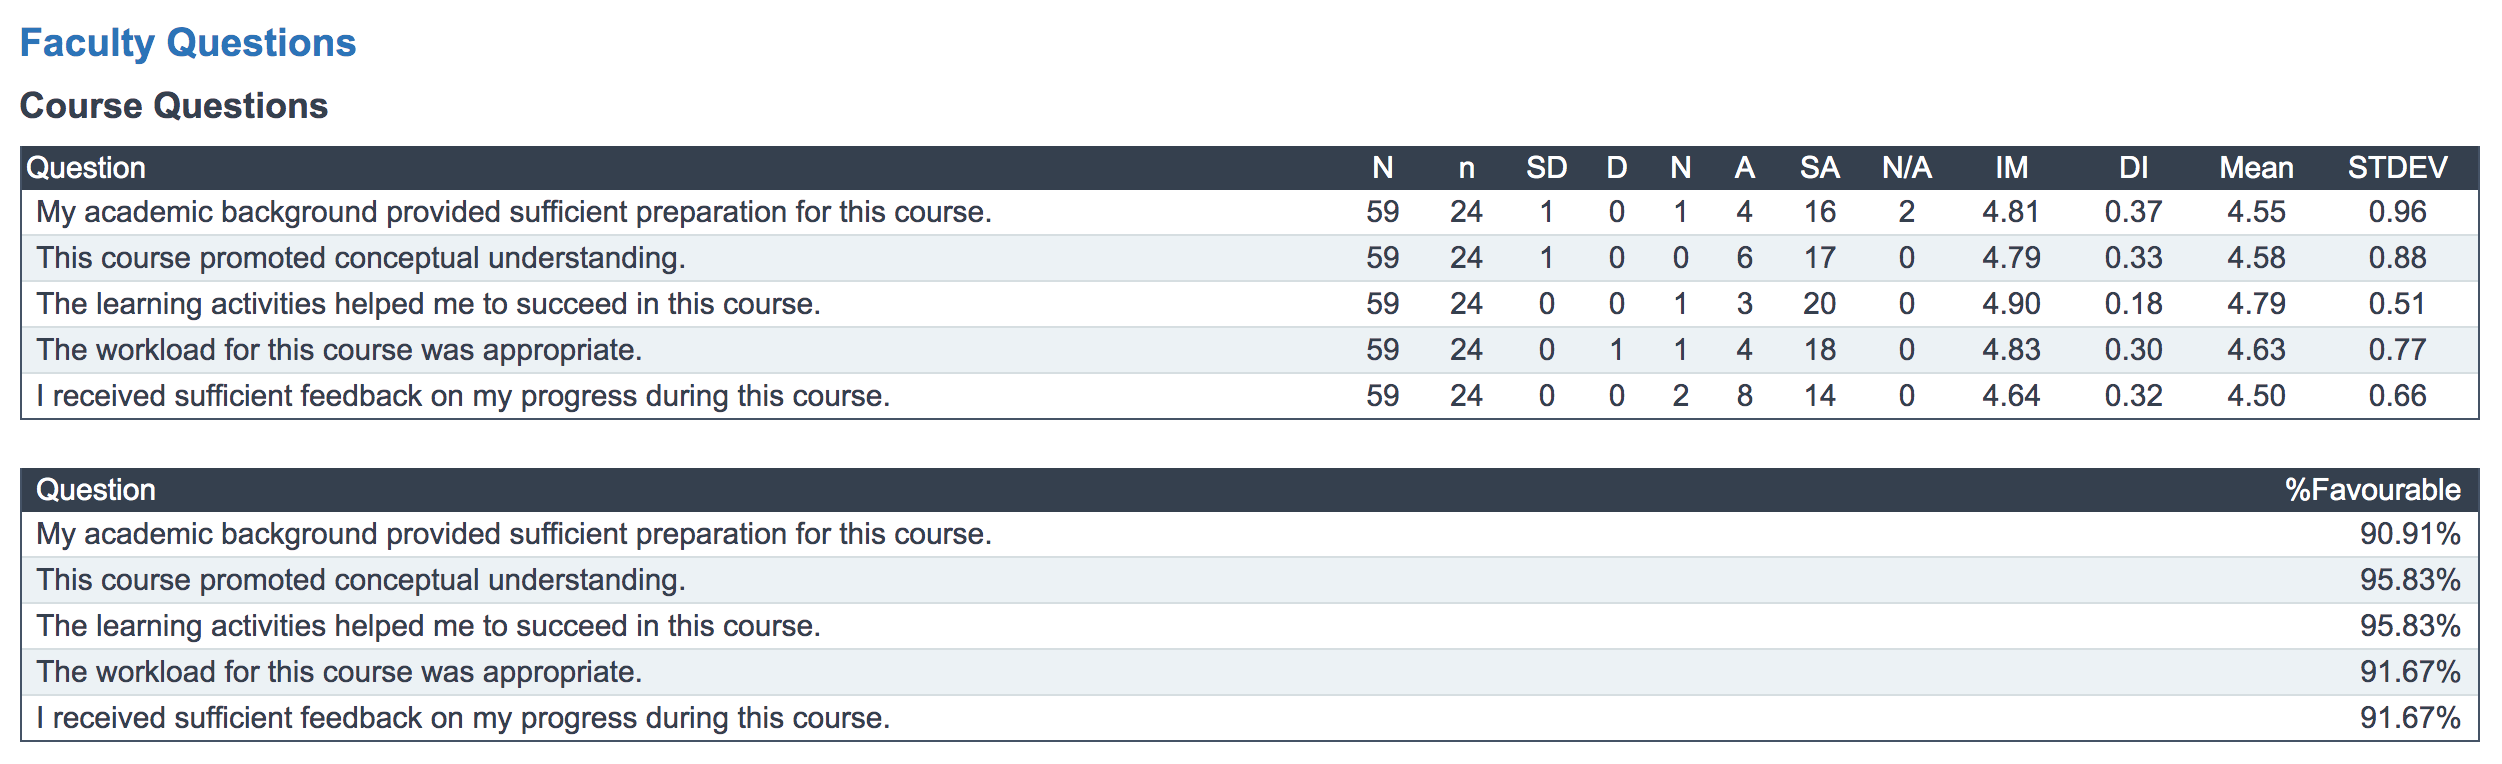 Faculty Questions
Course Questions
Question N n SD D N A SA N/A IM DI Mean STDEV
My academic background provided sufficient preparation for this course. 59 24 1 0 1 4 16 2 4.81 0.37 4.55 0.96
This course promoted conceptual understanding. 59 24 1 0 0 6 17 0 4.79 0.33 4.58 0.88
The learning activities helped me to succeed in this course. 59 24 0 0 1 3 20 0 4.90 0.18 4.79 0.51
The workload for this course was appropriate. 59 24 0 1 1 4 18 0 4.83 0.30 4.63 0.77
I received sufficient feedback on my progress during this course. 59 24 0 0 2 8 14 0 4.64 0.32 4.50 0.66
Question %Favourable
My academic background provided sufficient preparation for this course. 90.91%
This course promoted conceptual understanding. 95.83%
The learning activities helped me to succeed in this course. 95.83%
The workload for this course was appropriate. 91.67%
I received sufficient feedback on my progress during this course. 91.67%